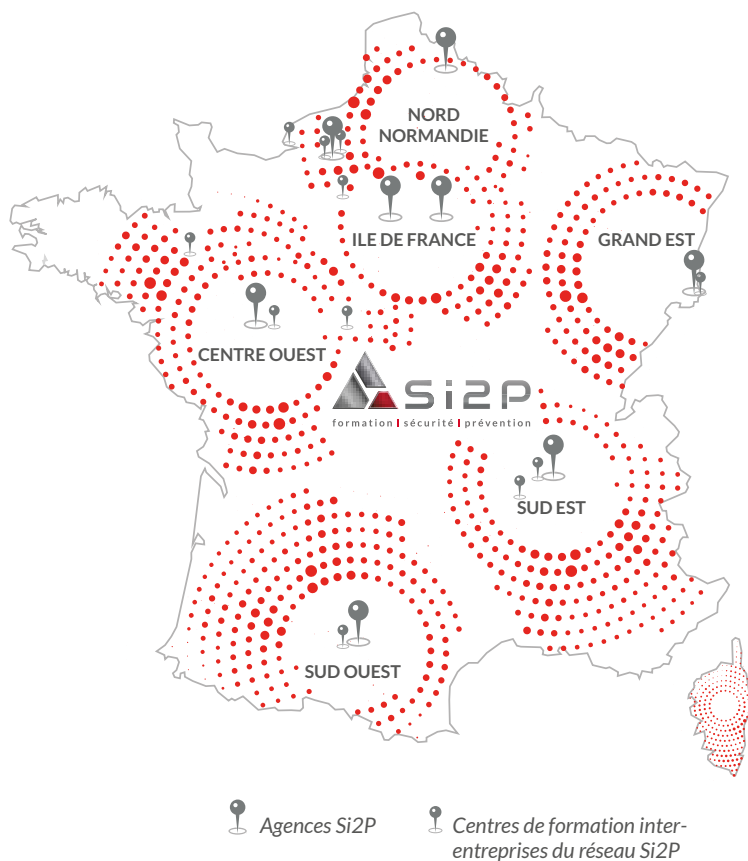 NORD
NORMANDIE
ILE DE FRANCE
GRAND EST
CENTRE OUEST
Si2P
formation | sécurité | prévention
SUD EST
SUD OUEST
Agences Si2P
Centres de formation inter-
entreprises du réseau Si2P